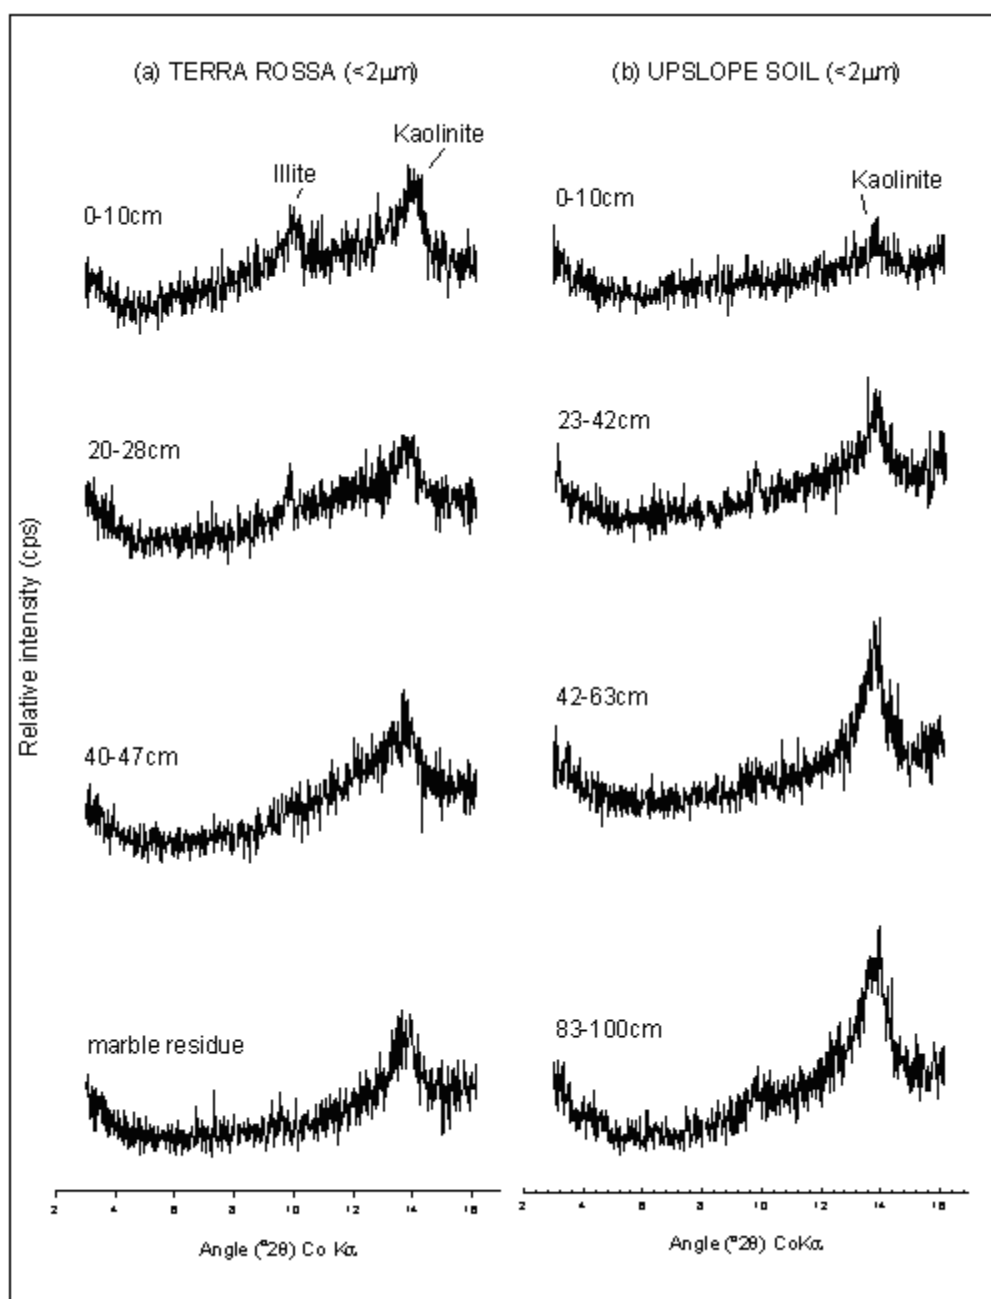 (a) TERRA ROSSA (<2µm)
(b) UPSLOPE SOIL (<2µm)
Kaolinite
Illite
0-10cm
Kaolinite
0-10cm
20-28cm
23-42cm
40-47cm
42-63cm
marble residue
83-100cm
Relative intensity (cps)
2 4 6 8 10 12 14 16
2 4 6 8 10 12 14 16
Angle (°2θ) Co Kα
Angle (°2θ) CoKα